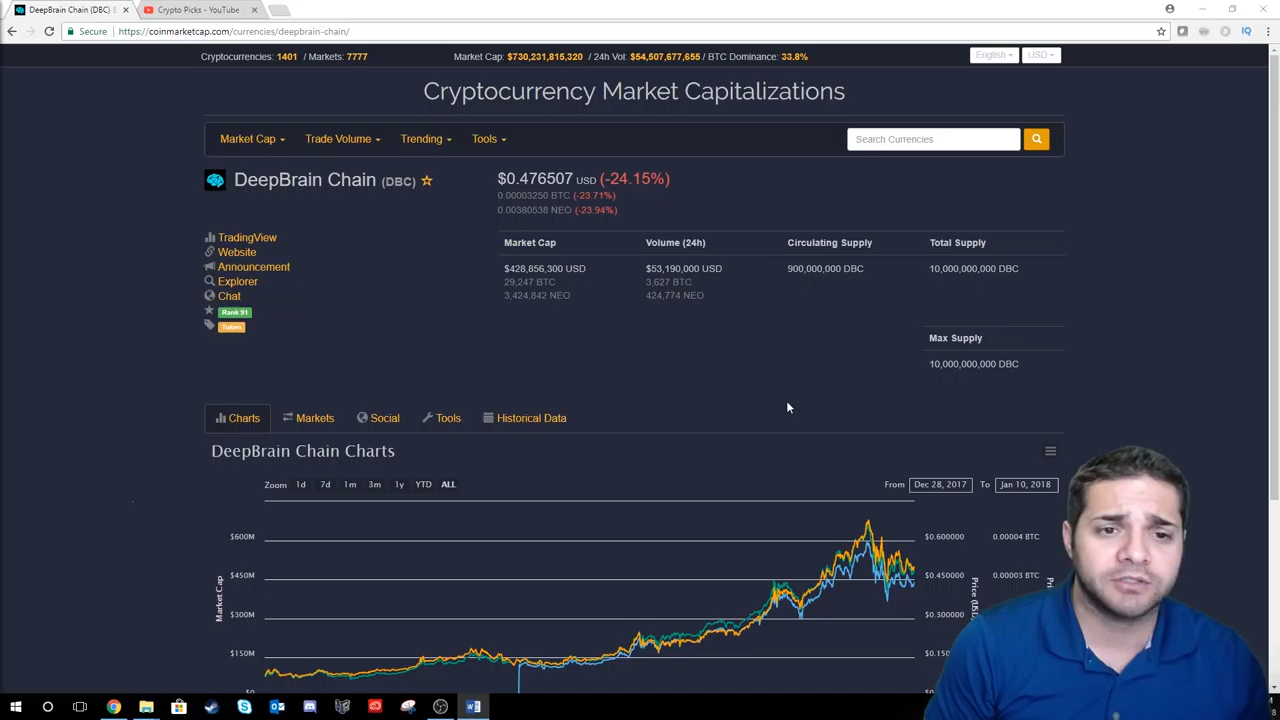 DeepBrain Chain (DBC) $
Crypto Picks - YouTube
Secure
https://coinmarketcap.com/currencies/deepbrain-chain/
Cryptocurrencies: 1401 / Markets: 7777
Market Cap: $730,231,815,320 / 24h Vol: $54,507,677,655 / BTC Dominance: 33.8%
English
USD
Cryptocurrency Market Capitalizations
Market Cap
Trade Volume
Trending
Tools
Search Currencies
DeepBrain Chain (DBC)
$0.476507 USD (-24.15%)
0.00003250 BTC (-23.71%)
0.00380538 NEO (-23.94%)
TradingView
Website
Announcement
Explorer
Chat
Rank 91
Token
Market Cap
Volume (24h)
Circulating Supply
Total Supply
$428,856,300 USD
$53,190,000 USD
900,000,000 DBC
10,000,000,000 DBC
29,247 BTC
3,627 BTC
3,424,842 NEO
424,774 NEO
Max Supply
10,000,000,000 DBC
Charts
Markets
Social
Tools
Historical Data
DeepBrain Chain Charts
Zoom 1d 7d 1m 3m 1y YTD ALL
From Dec 28, 2017 To Jan 10, 2018
$600M
$450M
$300M
$150M
$0
Market Cap
$0.600000
$0.450000
$0.300000
$0.150
Price (USD
0.00004 BTC
0.00003 BTC